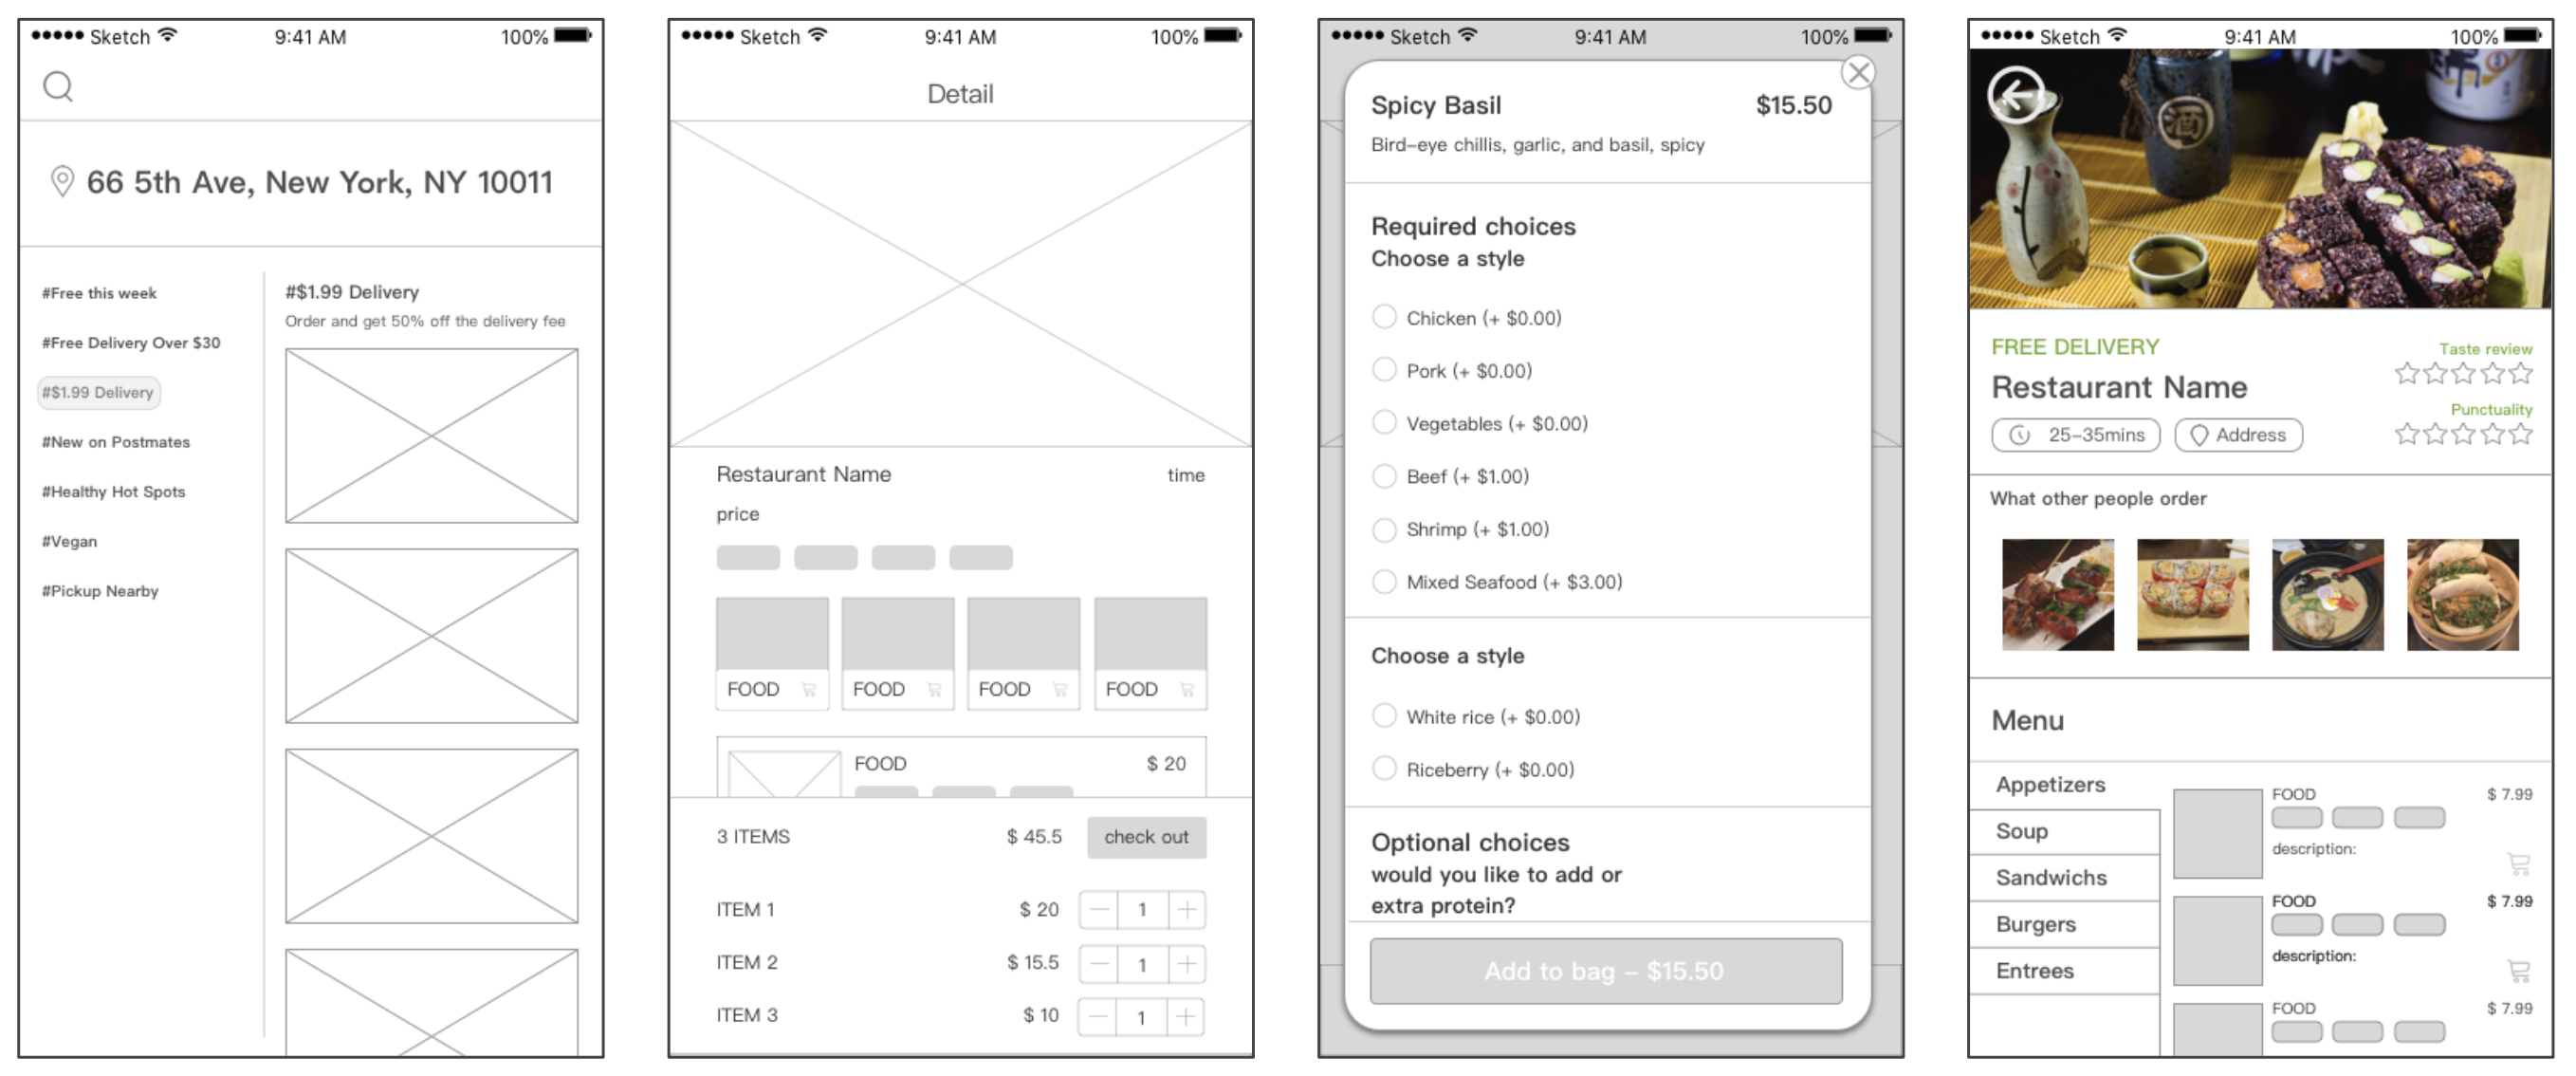 Sketch 9:41 AM 100%
66 5th Ave, New York, NY 10011
#Free this week
#Free Delivery Over $30
#$1.99 Delivery
#New on Postmates
#Healthy Hot Spots
#Vegan
#Pickup Nearby
#$1.99 Delivery
Order and get 50% off the delivery fee
Sketch 9:41 AM 100%
Detail
Restaurant Name time
price
FOOD FOOD FOOD FOOD
FOOD $ 20
3 ITEMS $ 45.5 check out
ITEM 1 $ 20 1
ITEM 2 $ 15.5 1
ITEM 3 $ 10 1
Sketch 9:41 AM 100%
Spicy Basil $15.50
Bird-eye chillis, garlic, and basil, spicy
Required choices
Choose a style
Chicken (+ $0.00)
Pork (+ $0.00)
Vegetables (+ $0.00)
Beef (+ $1.00)
Shrimp (+ $1.00)
Mixed Seafood (+ $3.00)
Choose a style
White rice (+ $0.00)
Riceberry (+ $0.00)
Optional choices
would you like to add or
extra protein?
Add to bag - $15.50
Sketch 9:41 AM 100%
酒
FREE DELIVERY
Restaurant Name
25-35mins Address
Taste review
Punctuality
What other people order
Menu
Appetizers
Soup
Sandwichs
Burgers
Entrees
FOOD $ 7.99
description:
FOOD $ 7.99
description:
FOOD $ 7.99